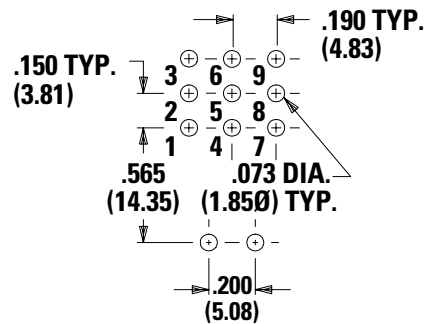 .190 TYP.
(4.83)
.150 TYP.
(3.81)
3 6 9
2 5 8
1 4 7
.565
(14.35)
.073 DIA.
(1.85Ø) TYP.
.200
(5.08)